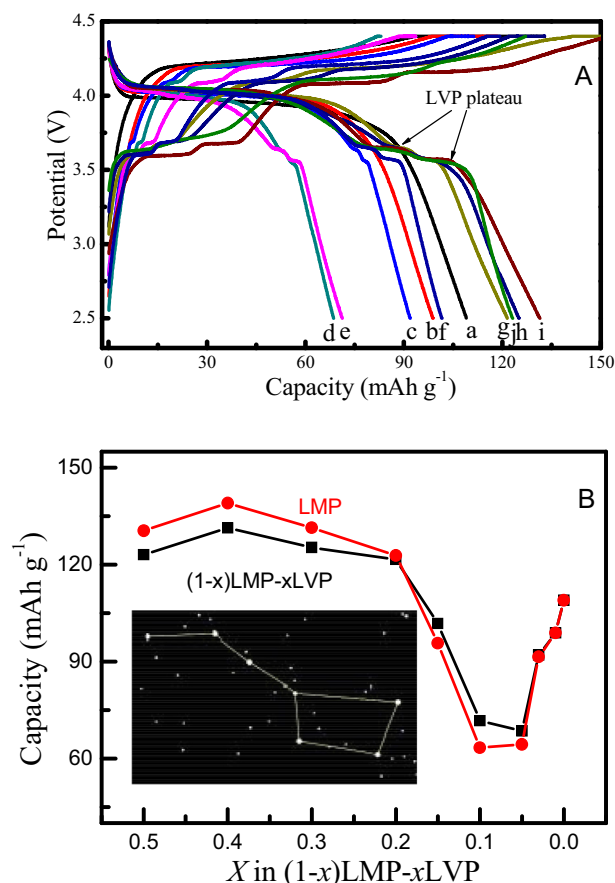 4.5
4.0
3.5
3.0
2.5
Potential (V)
A
LVP plateau
d e c b f a g j h i
0 30 60 90 120 150
Capacity (mAh g⁻¹)
150
120
90
60
Capacity (mAh g⁻¹)
B
LMP
(1-x)LMP-xLVP
0.5 0.4 0.3 0.2 0.1 0.0
X in (1-x)LMP-xLVP